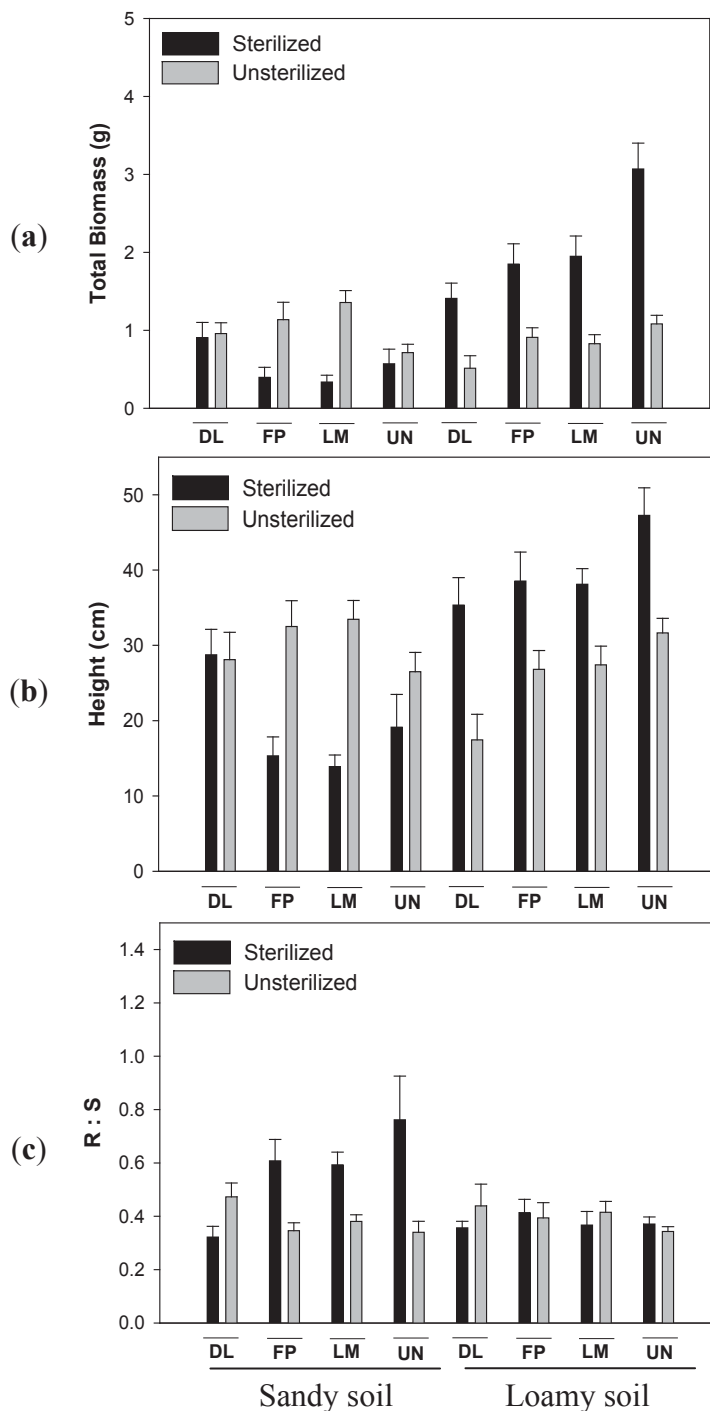 5
Sterilized
Unsterilized
4
3
2
1
0
Total Biomass (g)
(a)
DL FP LM UN DL FP LM UN
Sterilized
Unsterilized
50
40
30
20
10
0
Height (cm)
(b)
DL FP LM UN DL FP LM UN
1.4
Sterilized
Unsterilized
1.2
1.0
0.8
0.6
0.4
0.2
0.0
R : S
(c)
DL FP LM UN DL FP LM UN
Sandy soil Loamy soil